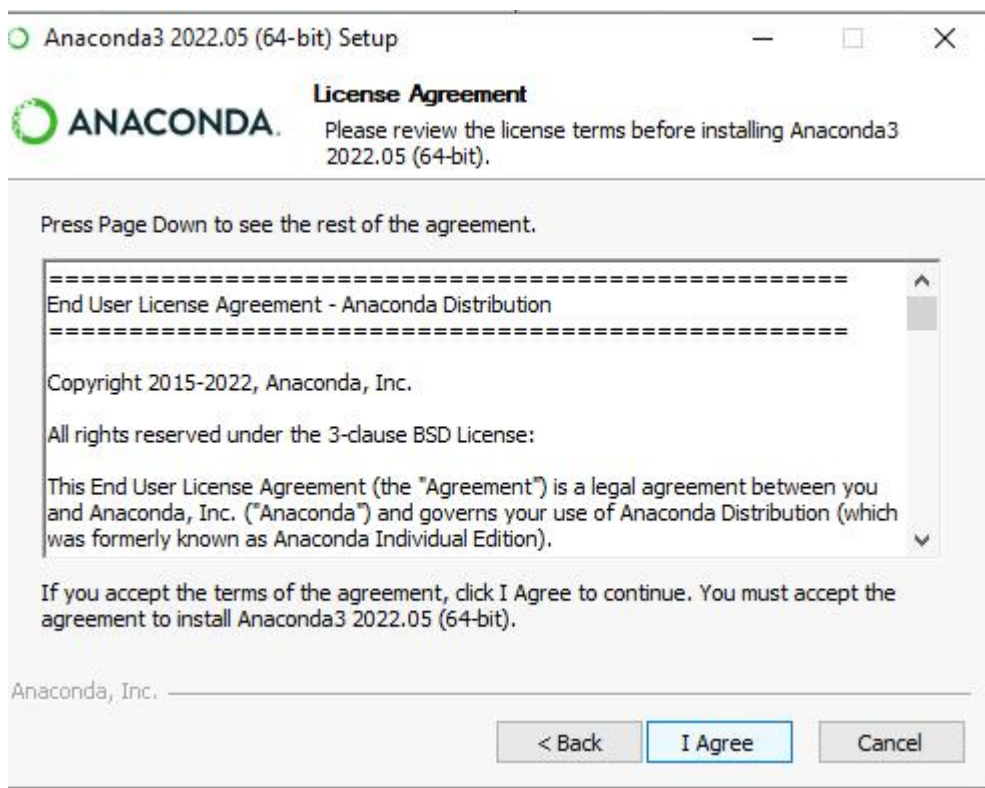 Anaconda3 2022.05 (64-bit) Setup
ANACONDA.
License Agreement
Please review the license terms before installing Anaconda3
2022.05 (64-bit).
Press Page Down to see the rest of the agreement.
==================================================
End User License Agreement - Anaconda Distribution
==================================================
Copyright 2015-2022, Anaconda, Inc.
All rights reserved under the 3-clause BSD License:
This End User License Agreement (the "Agreement") is a legal agreement between you
and Anaconda, Inc. ("Anaconda") and governs your use of Anaconda Distribution (which
was formerly known as Anaconda Individual Edition).
If you accept the terms of the agreement, click I Agree to continue. You must accept the
agreement to install Anaconda3 2022.05 (64-bit).
Anaconda, Inc.
< Back
I Agree
Cancel